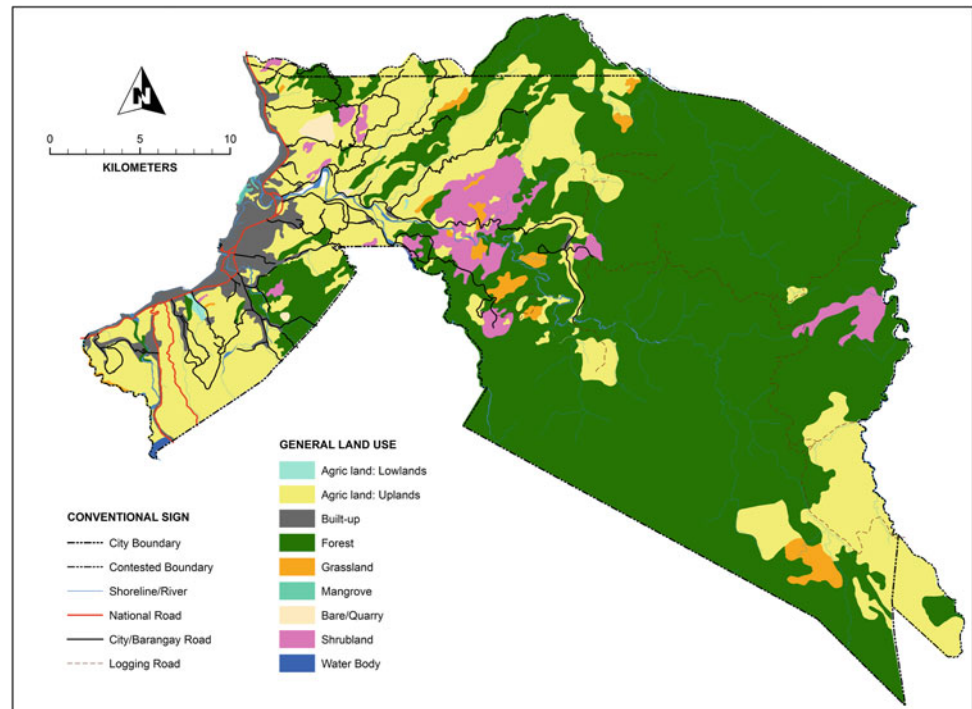 N
0 5 10
KILOMETERS
GENERAL LAND USE
Agric land: Lowlands
Agric land: Uplands
Built-up
Forest
Grassland
Mangrove
Bare/Quarry
Shrubland
Water Body
CONVENTIONAL SIGN
City Boundary
Contested Boundary
Shoreline/River
National Road
City/Barangay Road
Logging Road